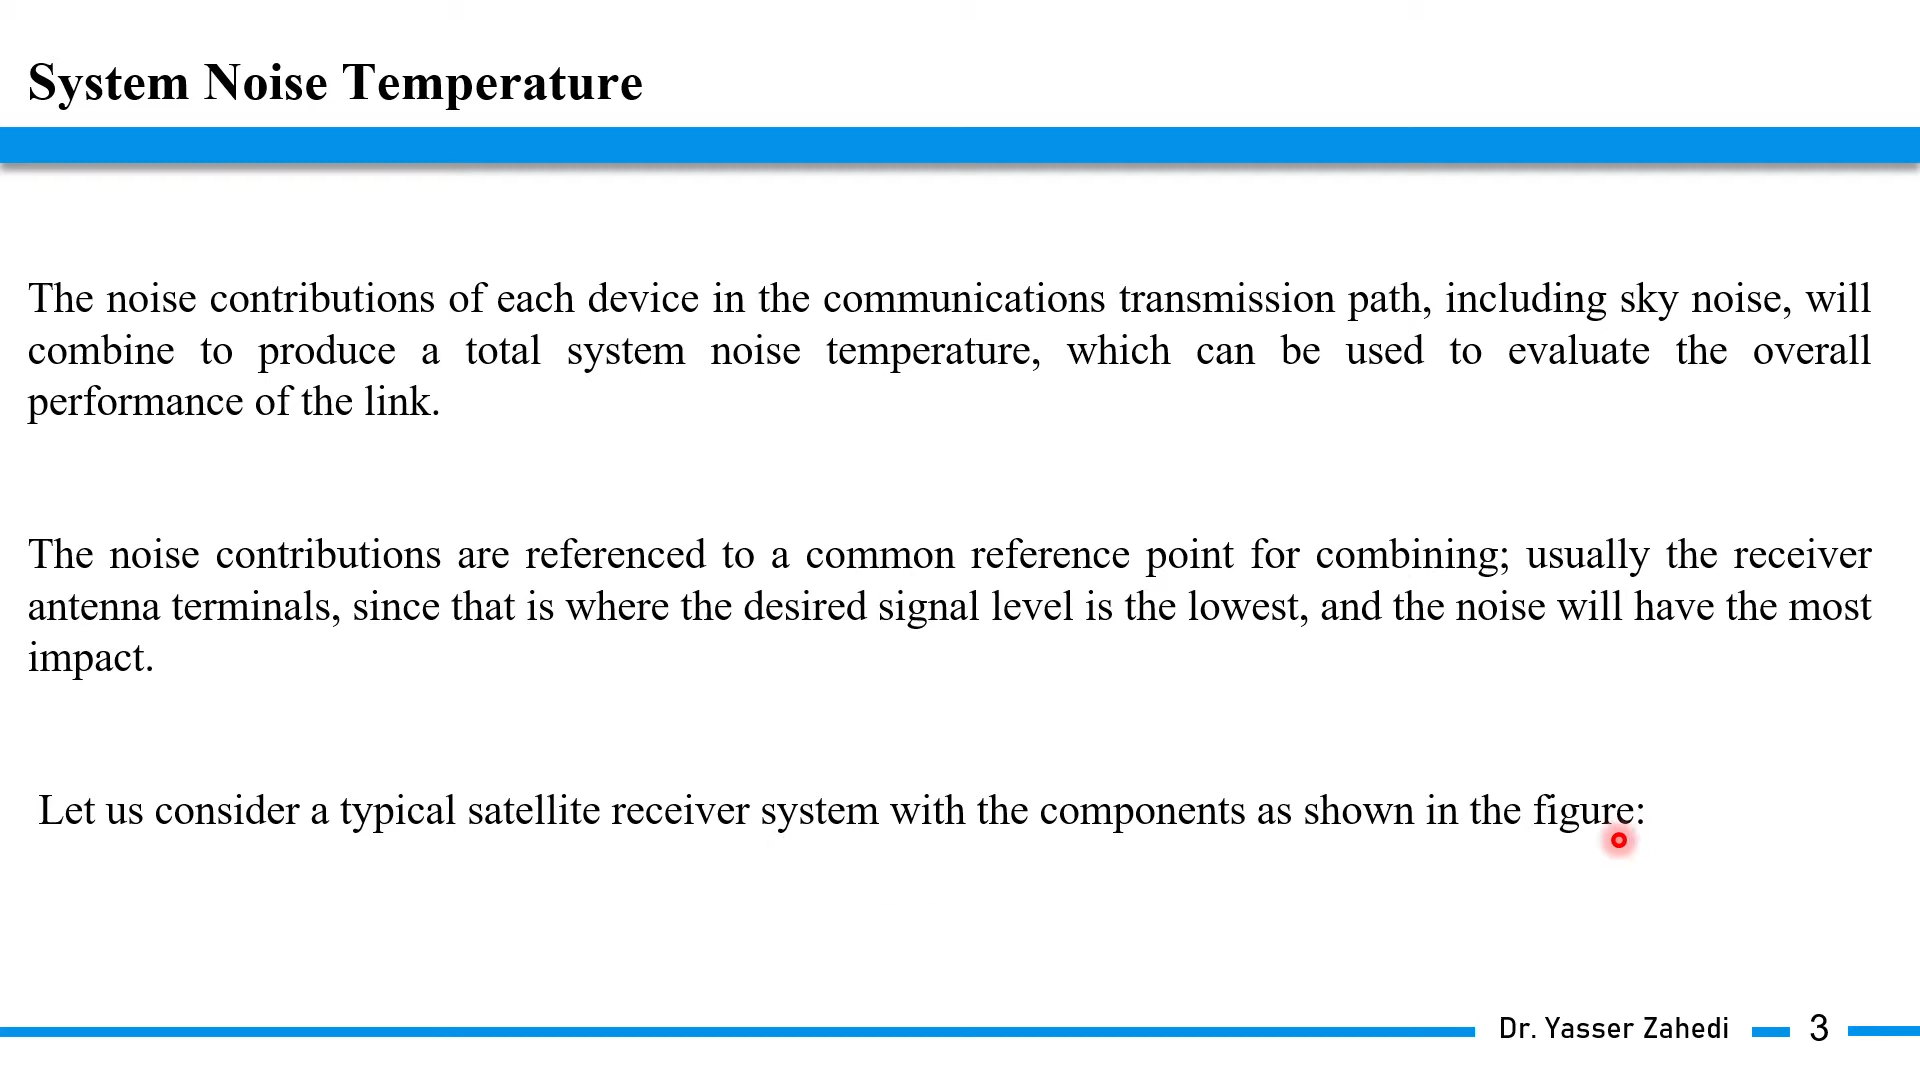 System Noise Temperature
The noise contributions of each device in the communications transmission path, including sky noise, will
combine to produce a total system noise temperature, which can be used to evaluate the overall
performance of the link.
The noise contributions are referenced to a common reference point for combining; usually the receiver
antenna terminals, since that is where the desired signal level is the lowest, and the noise will have the most
impact.
Let us consider a typical satellite receiver system with the components as shown in the figure:
Dr. Yasser Zahedi 3